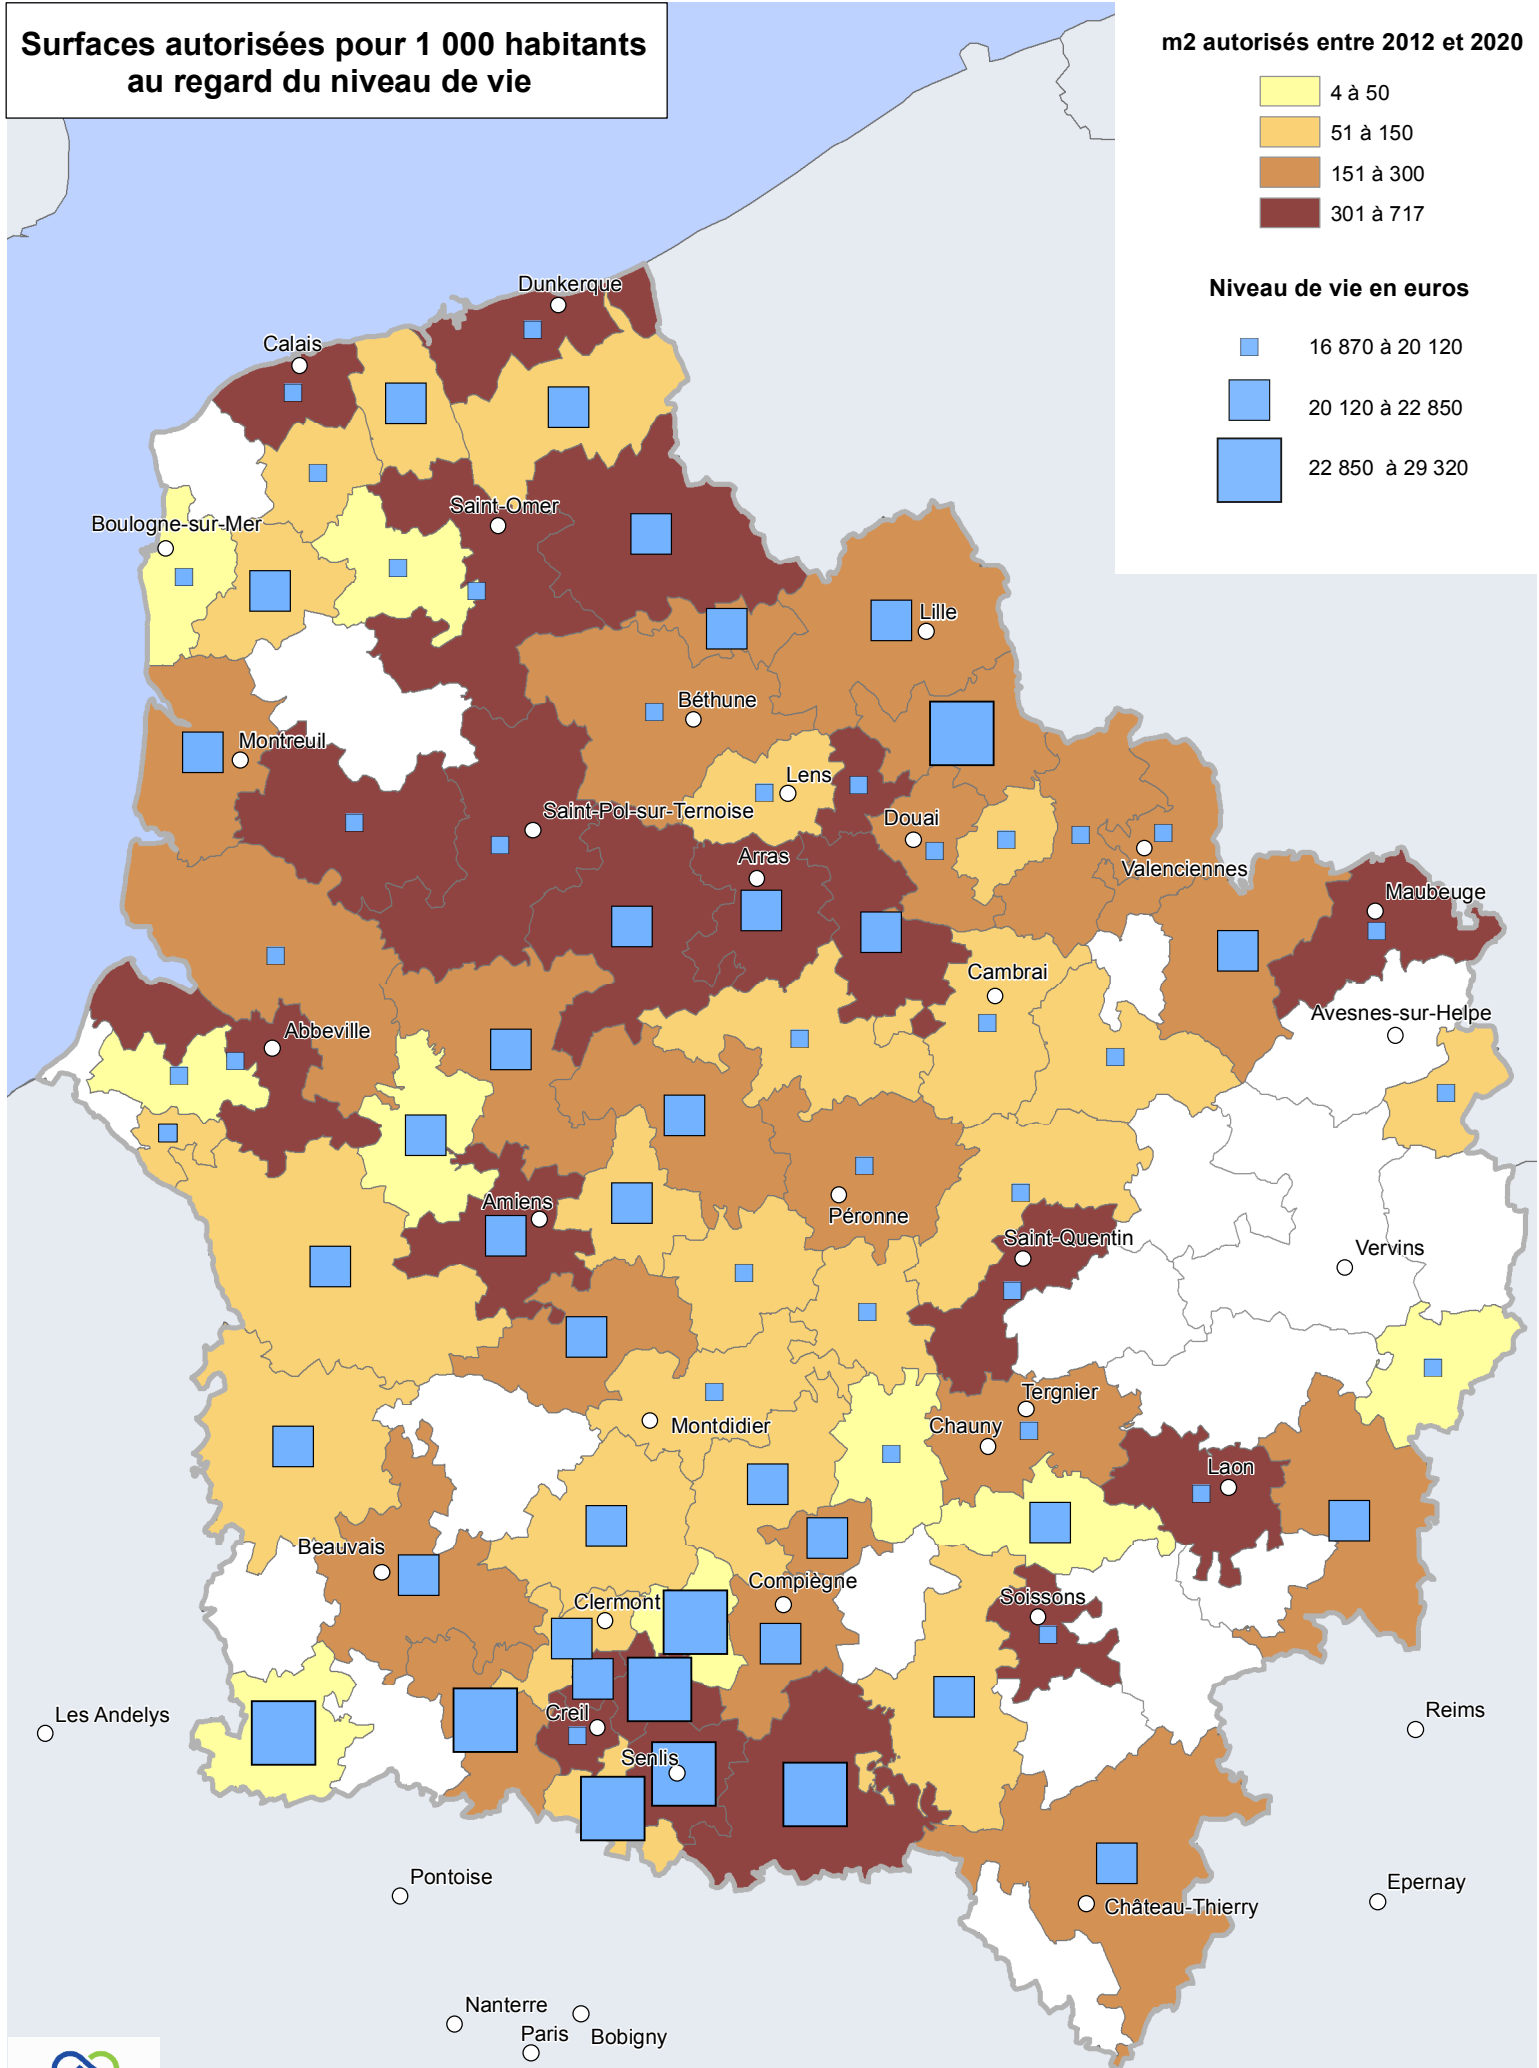 Surfaces autorisées pour 1 000 habitants
au regard du niveau de vie
m2 autorisés entre 2012 et 2020
4 à 50
51 à 150
151 à 300
301 à 717
Niveau de vie en euros
16 870 à 20 120
20 120 à 22 850
22 850 à 29 320
Dunkerque
Calais
Saint-Omer
Boulogne-sur-Mer
Lille
Béthune
Montreuil
Lens
Saint-Pol-sur-Ternoise
Douai
Arras
Valenciennes
Maubeuge
Cambrai
Avesnes-sur-Helpe
Abbeville
Amiens
Péronne
Saint-Quentin
Vervins
Tergnier
Montdidier
Chauny
Laon
Beauvais
Compiègne
Clermont
Soissons
Les Andelys
Creil
Reims
Senlis
Pontoise
Epernay
Château-Thierry
Nanterre
Paris
Bobigny